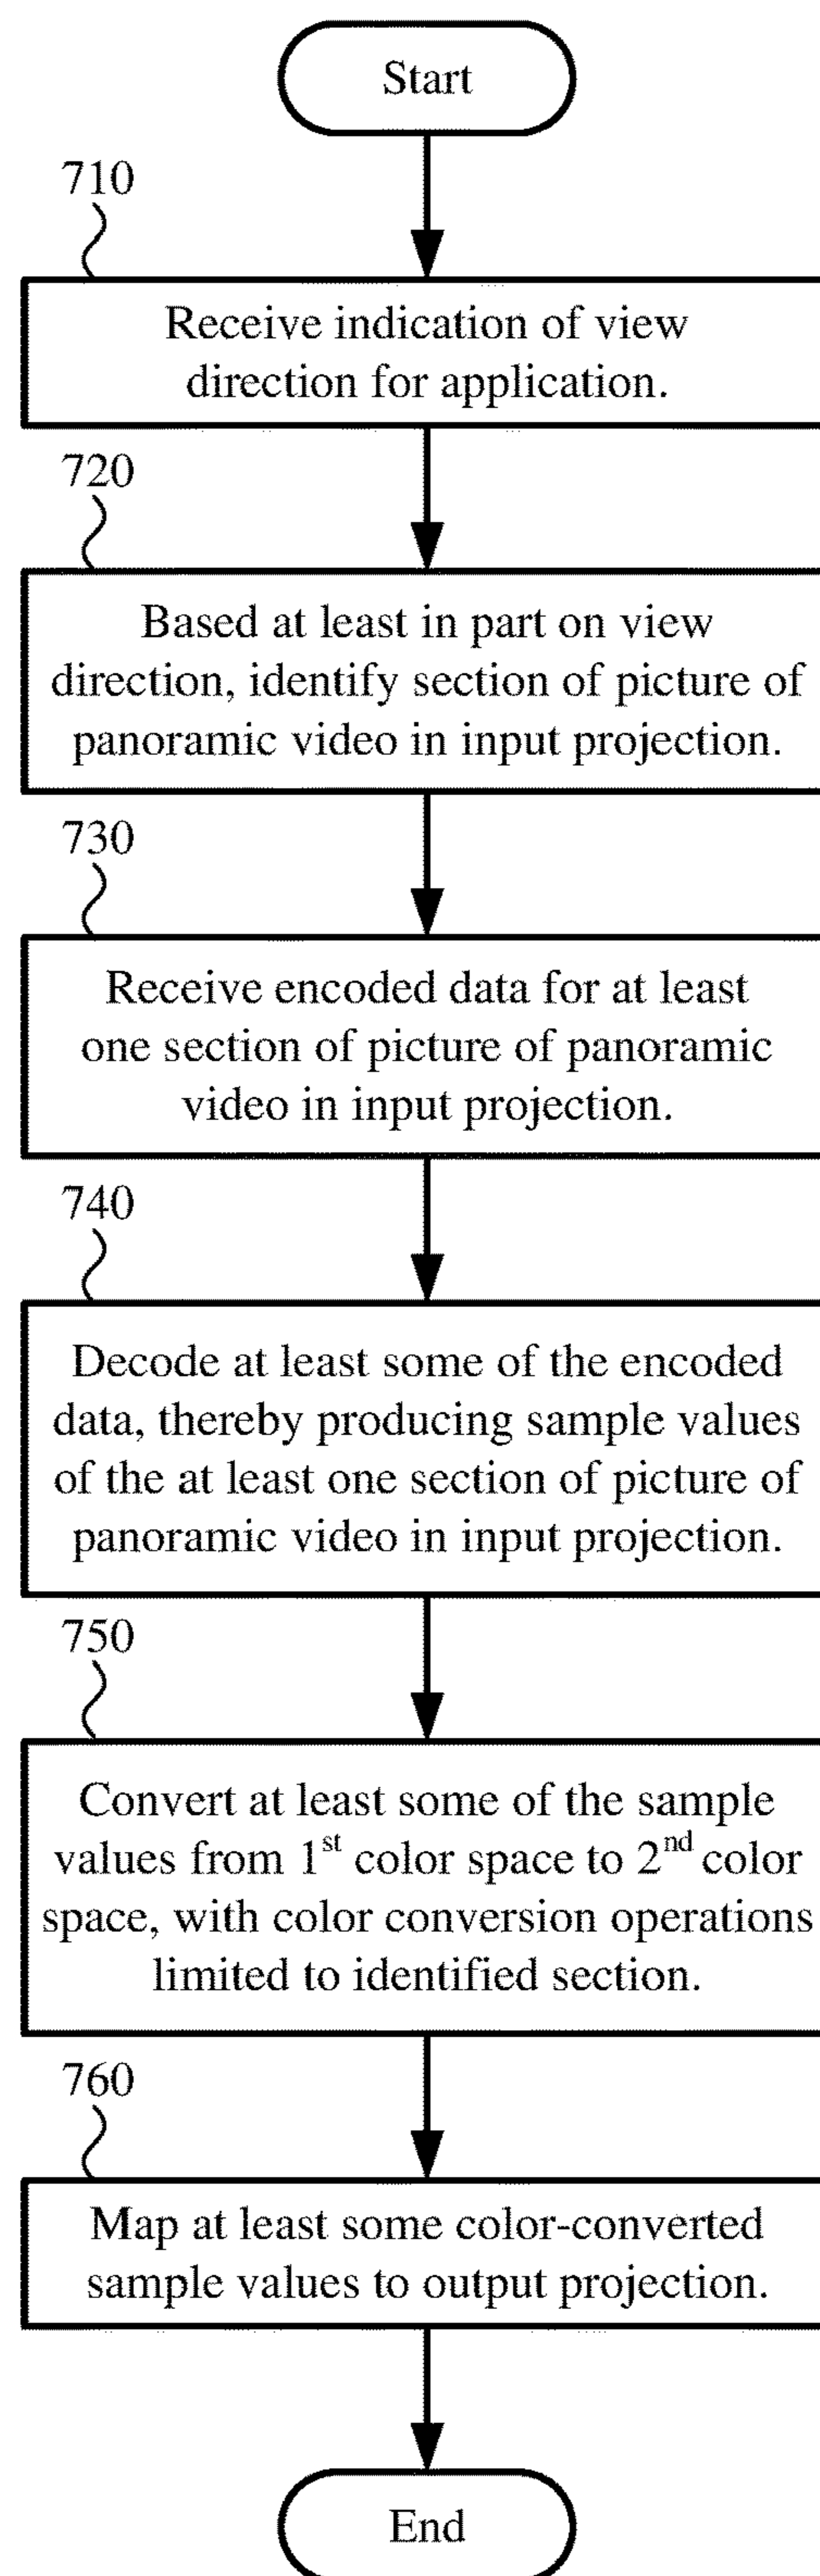 Start
710
Receive indication of view
direction for application.
720
Based at least in part on view
direction, identify section of picture of
panoramic video in input projection.
730
Receive encoded data for at least
one section of picture of panoramic
video in input projection.
740
Decode at least some of the encoded
data, thereby producing sample values
of the at least one section of picture of
panoramic video in input projection.
750
Convert at least some of the sample
values from 1st color space to 2nd color
space, with color conversion operations
limited to identified section.
760
Map at least some color-converted
sample values to output projection.
End